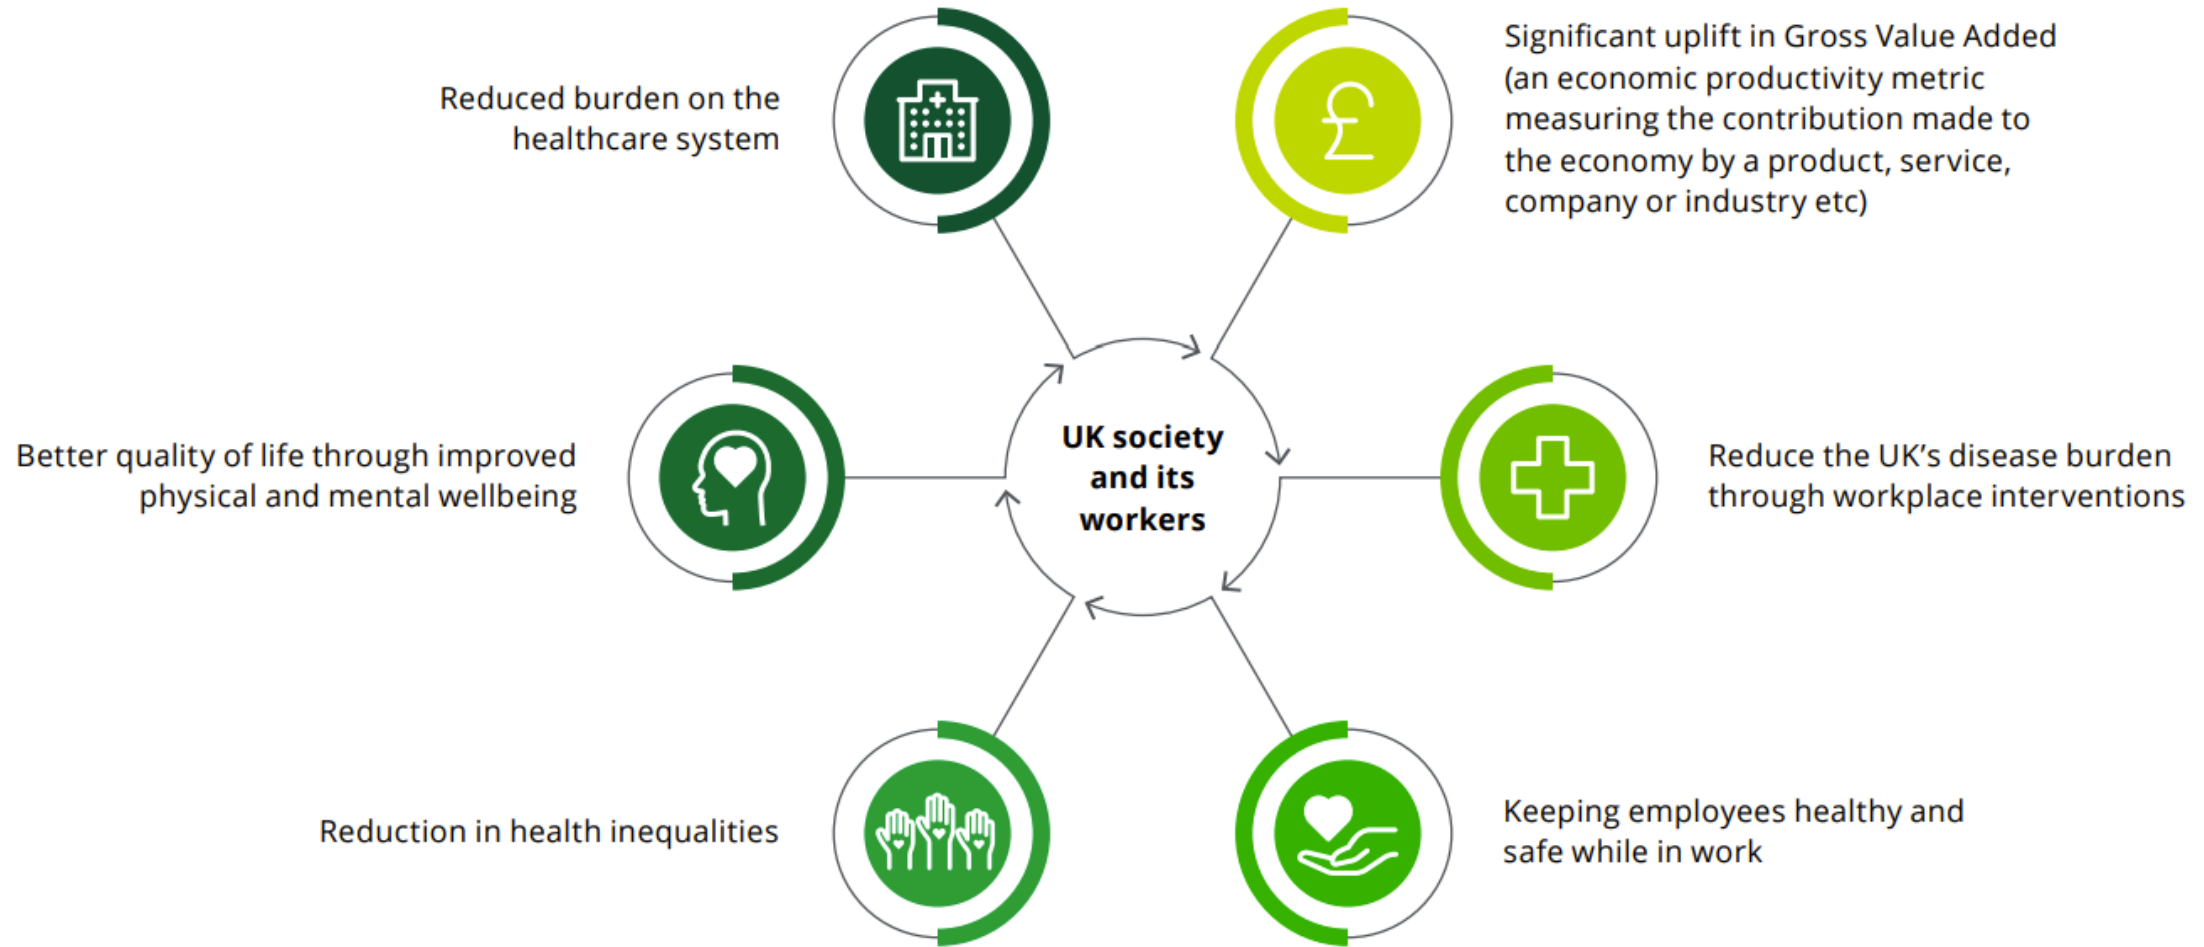 Reduced burden on the
healthcare system
Significant uplift in Gross Value Added
(an economic productivity metric
measuring the contribution made to
the economy by a product, service,
company or industry etc)
Better quality of life through improved
physical and mental wellbeing
UK society
and its
workers
Reduce the UK’s disease burden
through workplace interventions
Reduction in health inequalities
Keeping employees healthy and
safe while in work